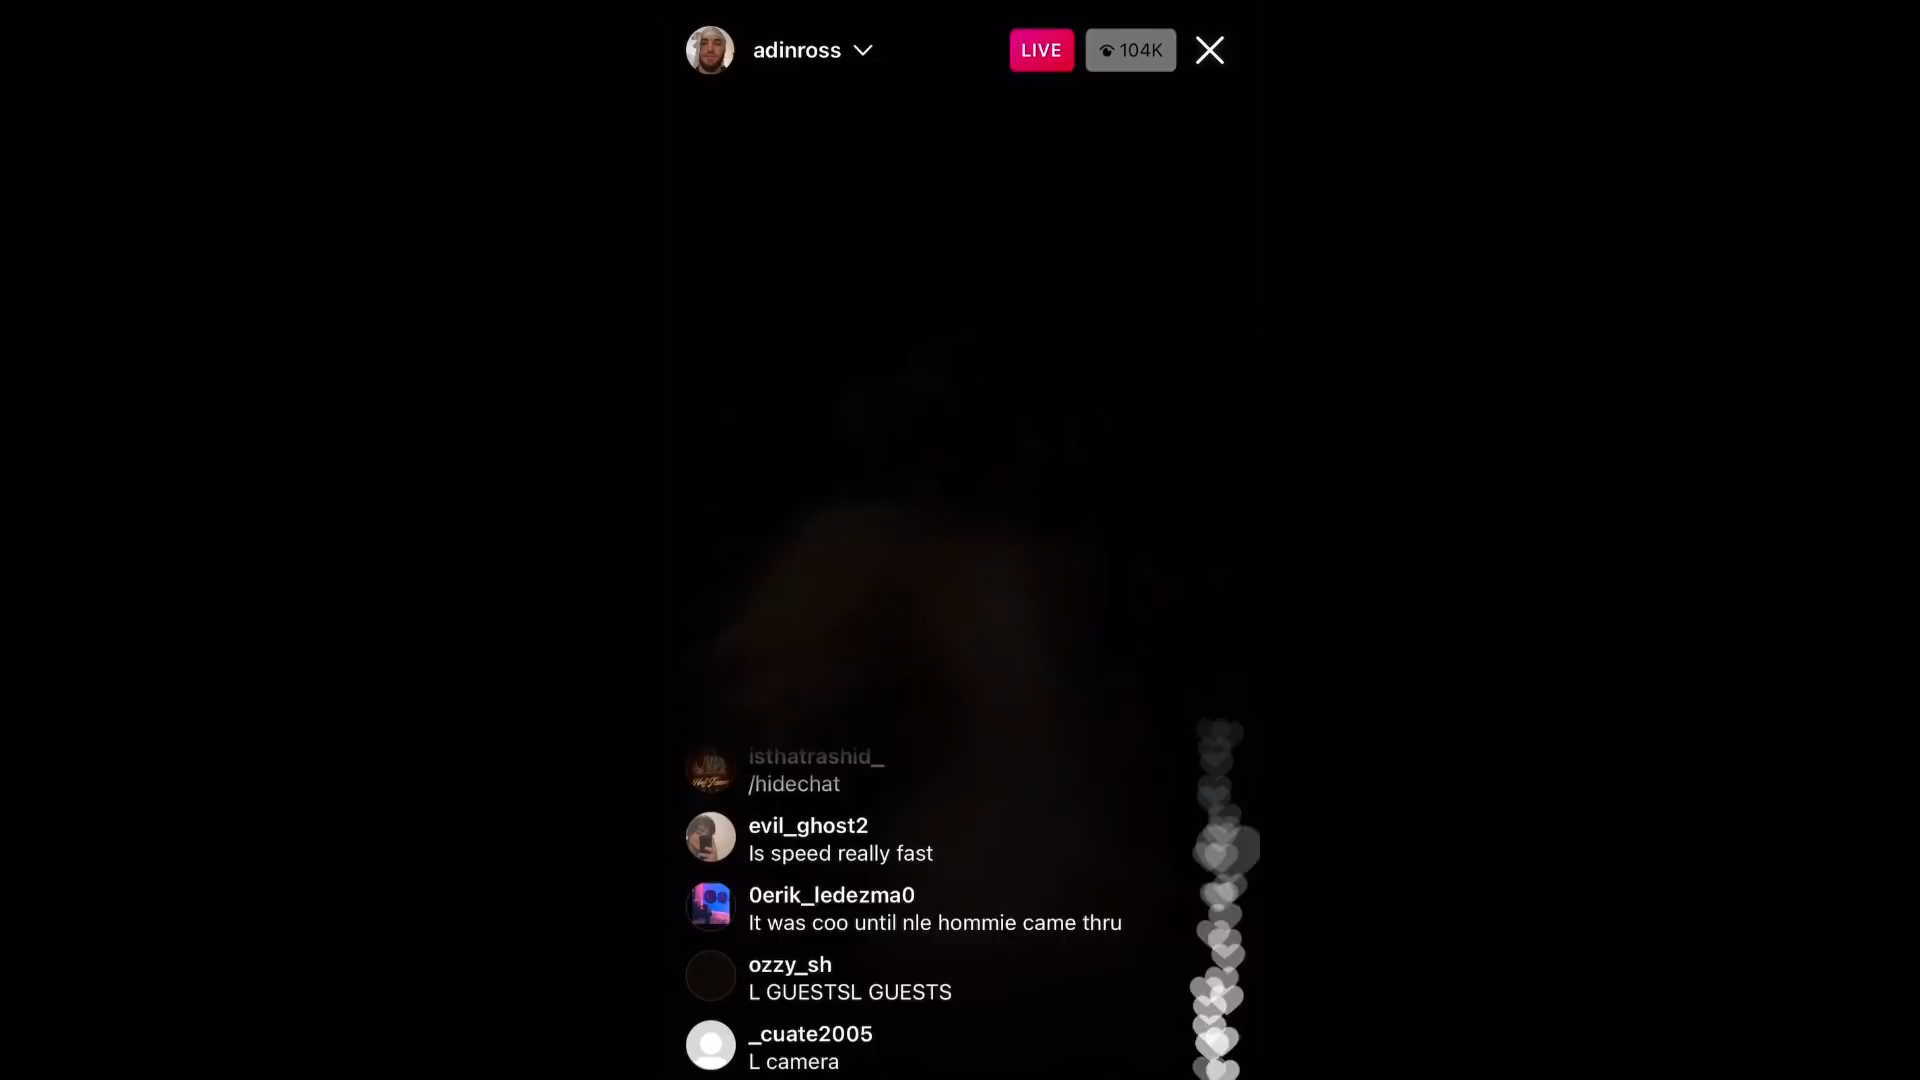 adinross
LIVE
104K
isthatrashid_
/hidechat
evil_ghost2
Is speed really fast
0erik_ledezma0
It was coo until nle hommie came thru
ozzy_sh
L GUESTSL GUESTS
_cuate2005
L camera